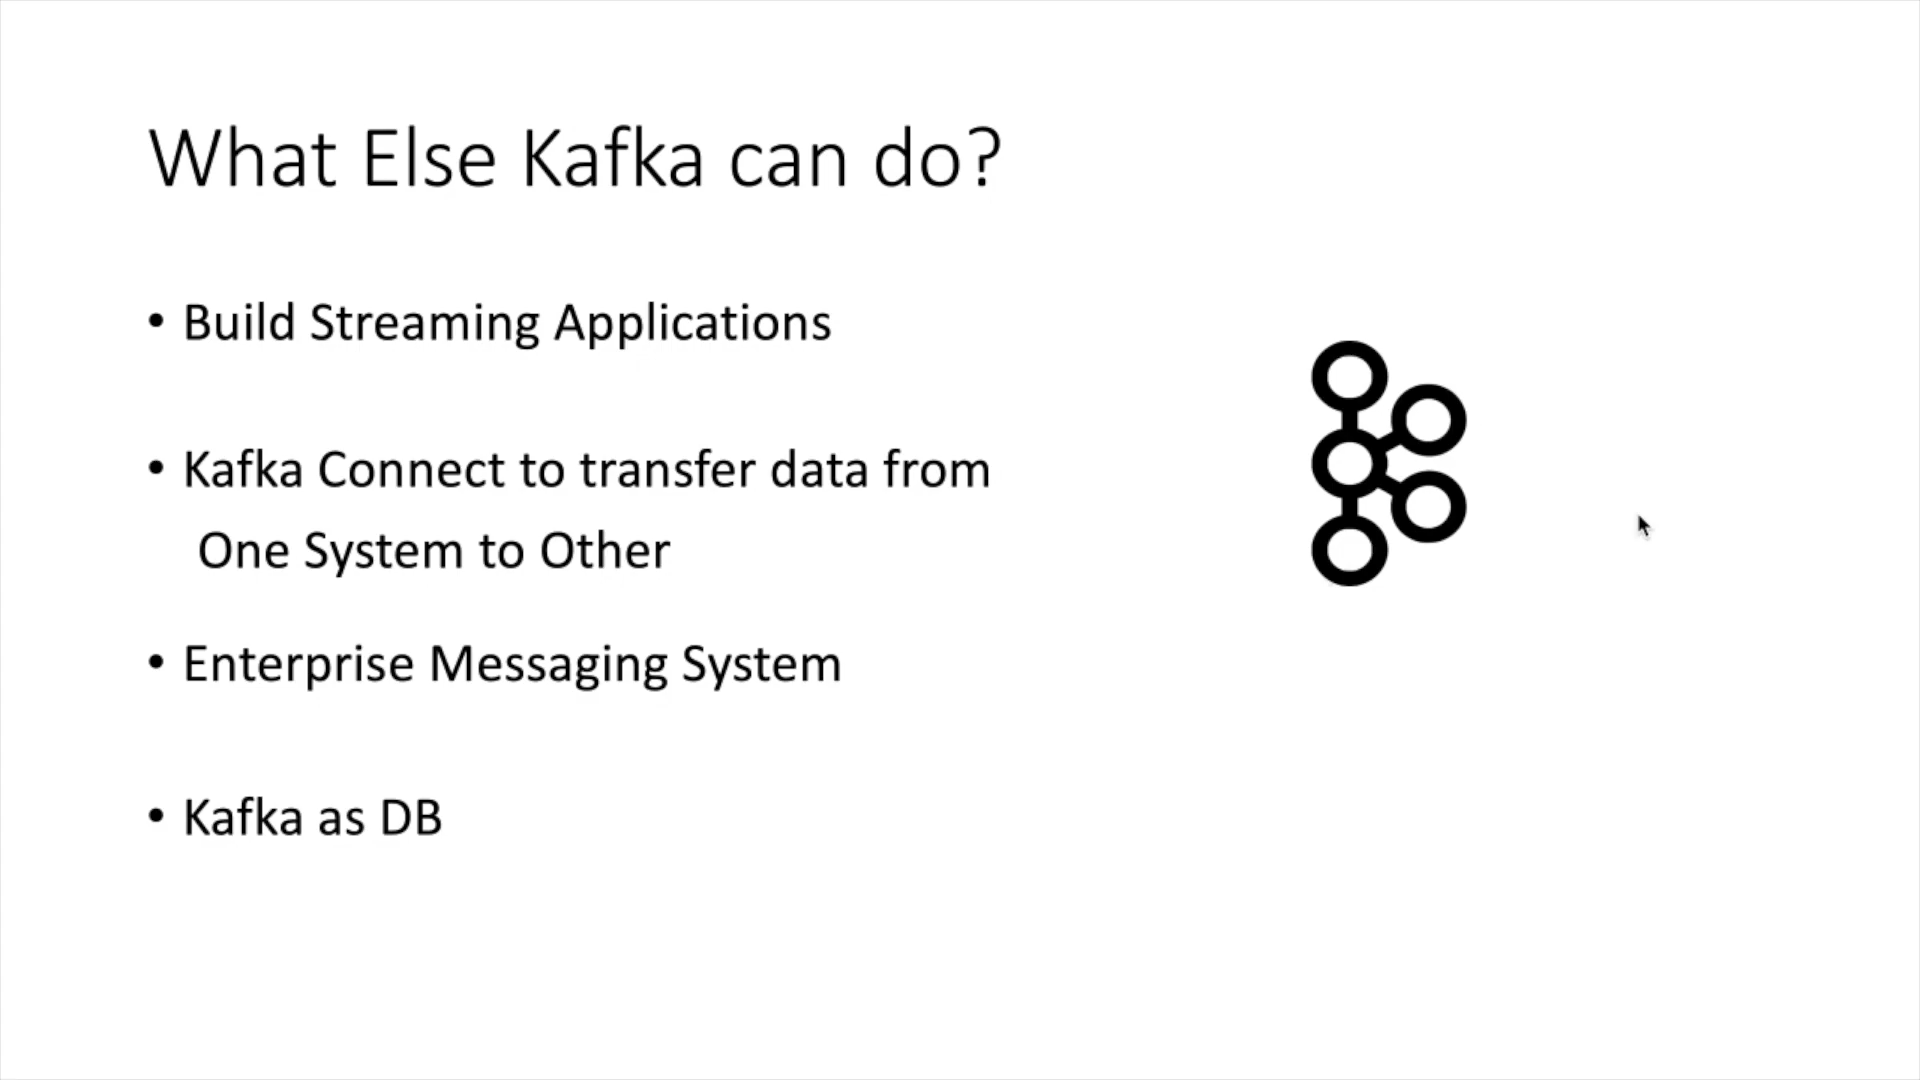 What Else Kafka can do?
• Build Streaming Applications
• Kafka Connect to transfer data from
One System to Other
• Enterprise Messaging System
• Kafka as DB